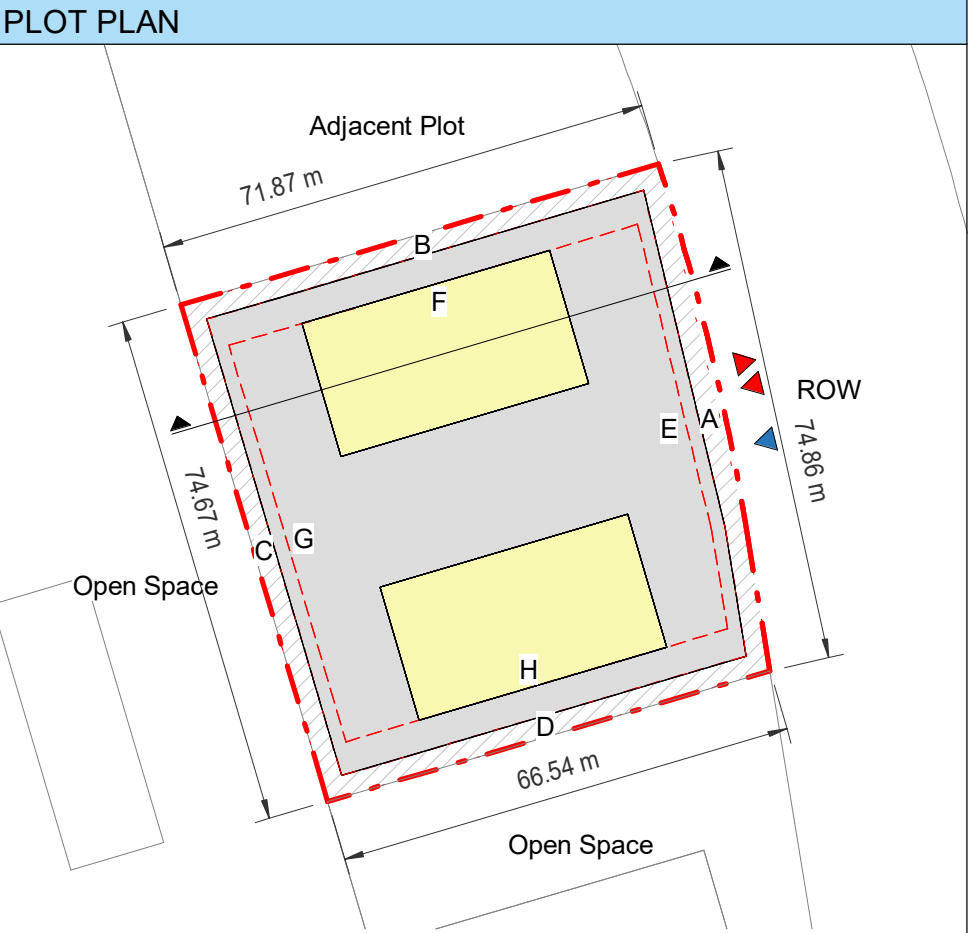 PLOT PLAN
Adjacent Plot
71.87 m
B
F
ROW
A
E
74.86 m
74.67 m
G
C
Open Space
H
D
66.54 m
Open Space